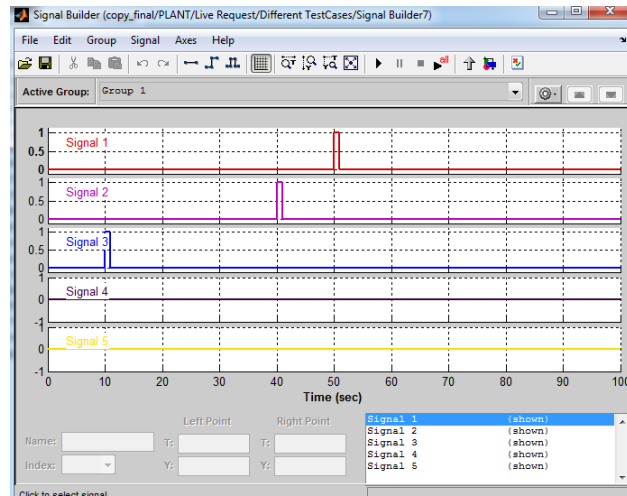 Signal Builder (copy_final/PLANT/Live Request/Different TestCases/Signal Builder7)
File Edit Group Signal Axes Help
all
Active Group: Group 1
1
Signal 1
0.5
0
1
Signal 2
0.5
0
1
Signal 3
0.5
0
1
Signal 4
0
-1
1
Signal 5
0
-1
0 10 20 30 40 50 60 70 80 90 100
Time (sec)
Left Point Right Point
Name: T: T:
Index: Y: Y:
Signal 1 (shown)
Signal 2 (shown)
Signal 3 (shown)
Signal 4 (shown)
Signal 5 (shown)
Click to select signal